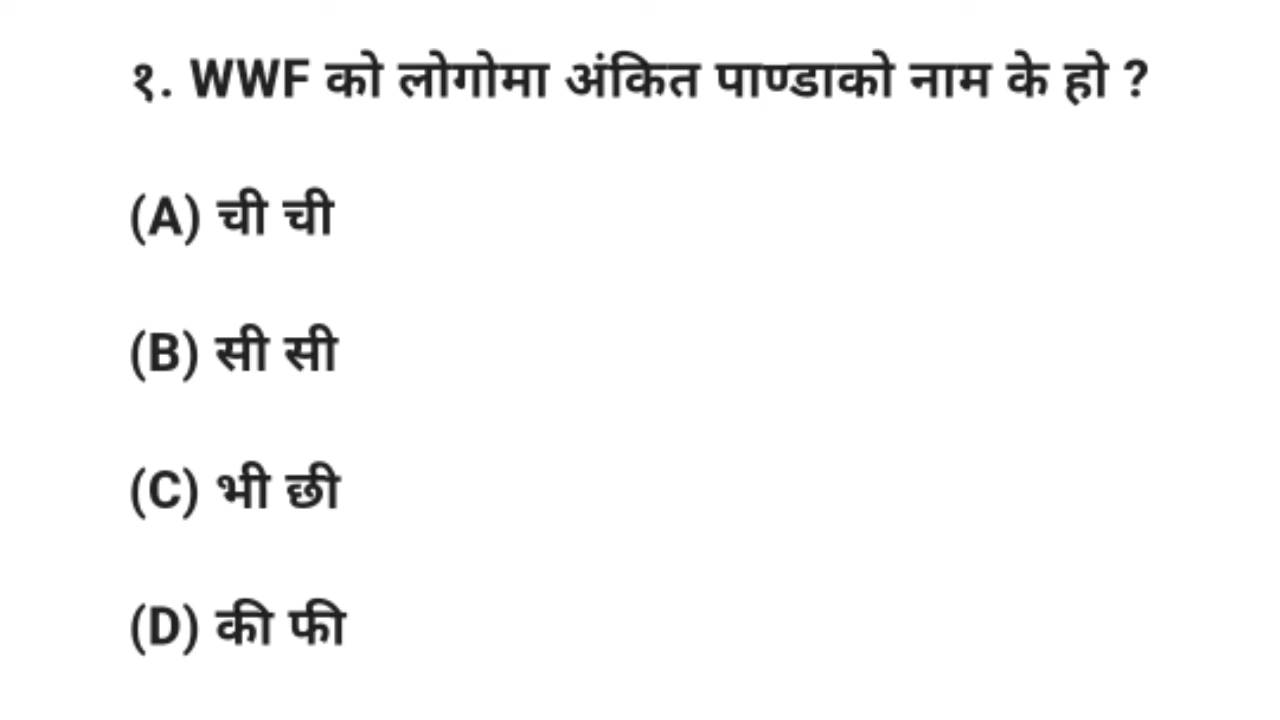 १. WWF को लोगोमा अंकित पाण्डाको नाम के हो ?
(A) ची ची
(B) सी सी
(C) भी छी
(D) की फी